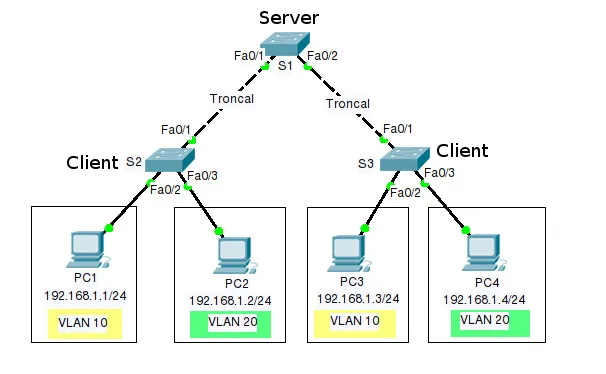 Server
Fa0/1
Fa0/2
S1
Troncal
Troncal
Fa0/1
Fa0/1
Client
S2
Fa0/3
Fa0/2
S3
Client
Fa0/3
Fa0/2
PC1
192.168.1.1/24
VLAN 10
PC2
192.168.1.2/24
VLAN 20
PC3
192.168.1.3/24
VLAN 10
PC4
192.168.1.4/24
VLAN 20